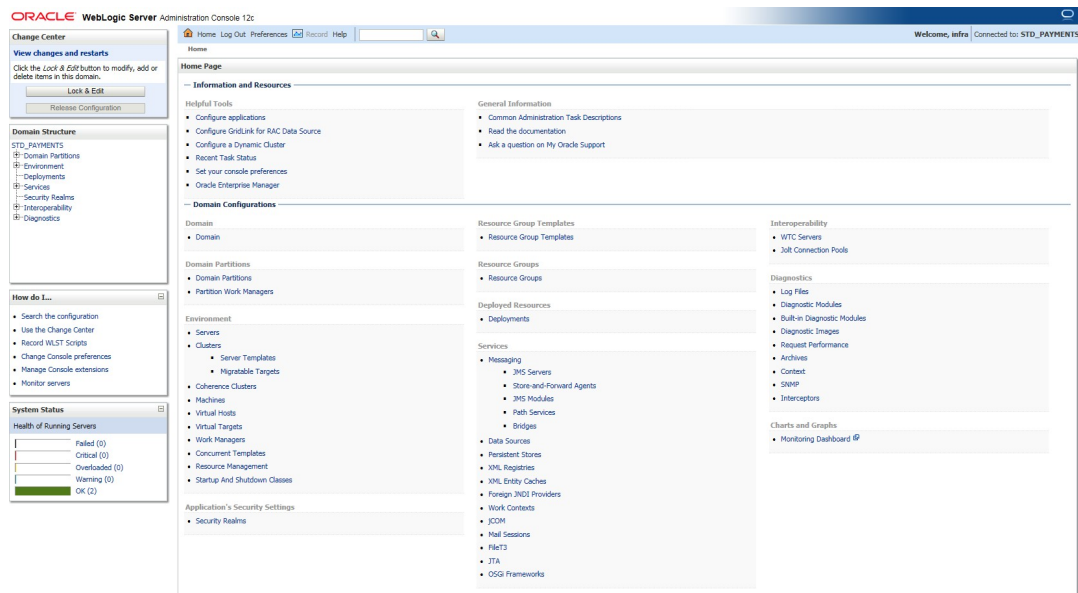 ORACLE WebLogic Server Administration Console 12c
Change Center
View changes and restarts
Click the Lock & Edit button to modify, add or
delete items in this domain.
Lock & Edit
Release Configuration
Domain Structure
STD_PAYMENTS
Domain Partitions
Environment
Deployments
Services
Security Realms
Interoperability
Diagnostics
How do I...
Search the configuration
Use the Change Center
Record WLST Scripts
Change Console preferences
Manage Console extensions
Monitor servers
System Status
Health of Running Servers
Failed (0)
Critical (0)
Overloaded (0)
Warning (0)
OK (2)
Home Log Out Preferences Record Help
Welcome, infra Connected to: STD_PAYMENTS
Home
Home Page
Information and Resources
Helpful Tools
Configure applications
Configure GridLink for RAC Data Source
Configure a Dynamic Cluster
Recent Task Status
Set your console preferences
Oracle Enterprise Manager
General Information
Common Administration Task Descriptions
Read the documentation
Ask a question on My Oracle Support
Domain Configurations
Domain
Domain
Domain Partitions
Domain Partitions
Partition Work Managers
Environment
Servers
Clusters
Server Templates
Migratable Targets
Coherence Clusters
Machines
Virtual Hosts
Virtual Targets
Work Managers
Concurrent Templates
Resource Management
Startup And Shutdown Classes
Application's Security Settings
Security Realms
Resource Group Templates
Resource Group Templates
Resource Groups
Resource Groups
Deployed Resources
Deployments
Services
Messaging
JMS Servers
Store-and-Forward Agents
JMS Modules
Path Services
Bridges
Data Sources
Persistent Stores
XML Registries
XML Entity Caches
Foreign JNDI Providers
Work Contexts
jCOM
Mail Sessions
FileT3
JTA
OSGi Frameworks
Interoperability
WTC Servers
Jolt Connection Pools
Diagnostics
Log Files
Diagnostic Modules
Built-in Diagnostic Modules
Diagnostic Images
Request Performance
Archives
Context
SNMP
Interceptors
Charts and Graphs
Monitoring Dashboard